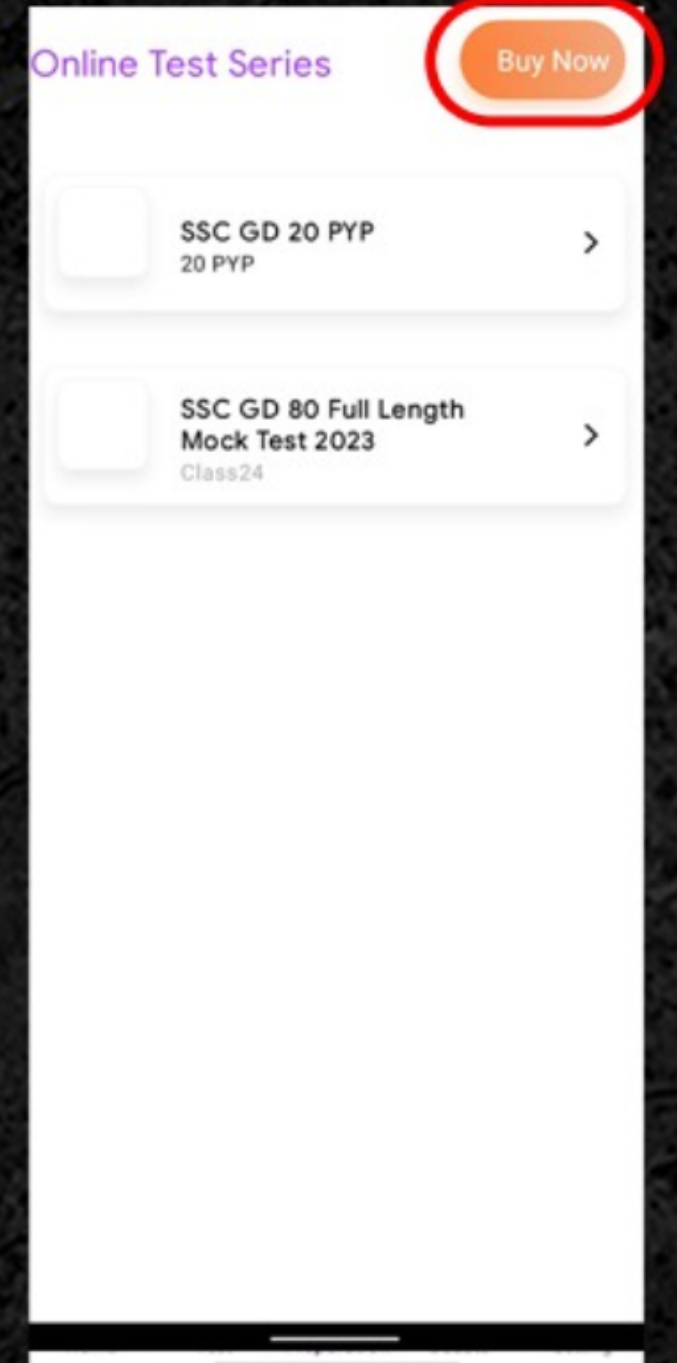 Online Test Series
Buy Now
SSC GD 20 PYP
20 PYP
SSC GD 80 Full Length
Mock Test 2023
Class24